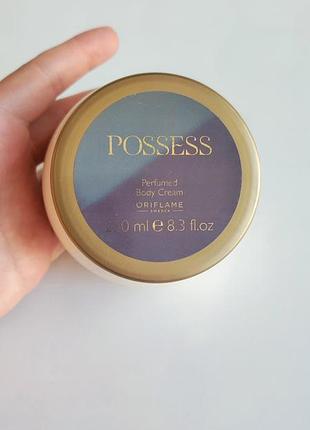 POSSESS
Perfumed
Body Cream
ORIFLAME
SWEDEN
ml ℮ 8.3 fl.oz